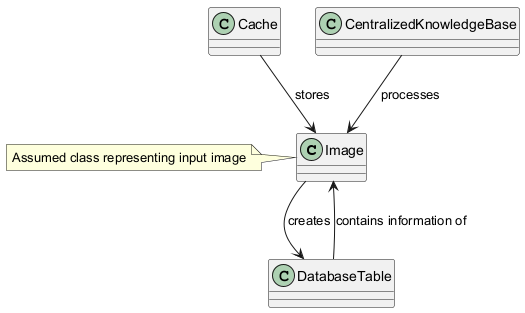 C Cache
C CentralizedKnowledgeBase
stores
processes
Assumed class representing input image
C Image
creates
contains information of
C DatabaseTable